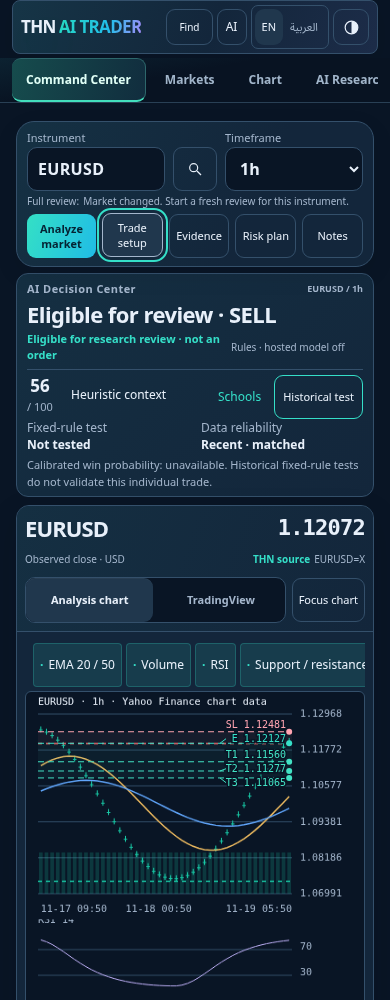 THN AI TRADER
Find
AI
EN
العربية
Command Center
Markets
Chart
AI Researc
Instrument
Timeframe
EURUSD
1h
Full review: Market changed. Start a fresh review for this instrument.
Analyze market
Trade setup
Evidence
Risk plan
Notes
AI Decision Center
EURUSD / 1h
Eligible for review · SELL
Eligible for research review · not an order
Rules · hosted model off
56 / 100
Heuristic context
Schools
Historical test
Fixed-rule test
Data reliability
Not tested
Recent · matched
Calibrated win probability: unavailable. Historical fixed-rule tests
do not validate this individual trade.
EURUSD
1.12072
Observed close · USD
THN source EURUSD=X
Analysis chart
TradingView
Focus chart
· EMA 20 / 50
· Volume
· RSI
· Support / resistance
EURUSD · 1h · Yahoo Finance chart data
1.12968
SL 1.12481
E 1.12127
1.11772
T1 1.11560
T2 1.11277
T3 1.11065
1.10577
1.09381
1.08186
1.06991
11-17 09:50
11-18 00:50
11-19 05:50
RSI 14
70
30